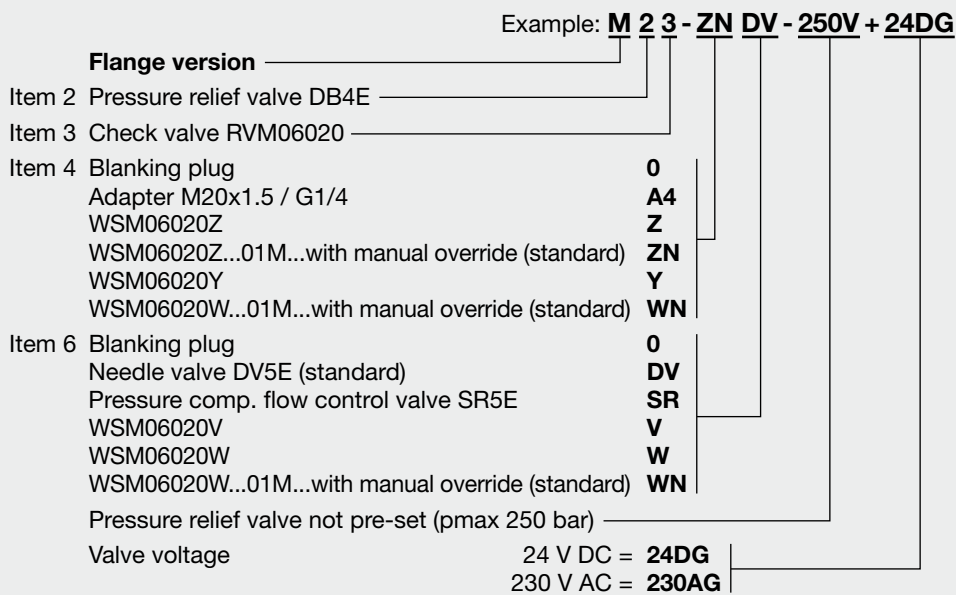 Example: M 2 3 - ZN DV - 250V + 24DG
Flange version
Item 2 Pressure relief valve DB4E
Item 3 Check valve RVM06020
Item 4 Blanking plug 0
Adapter M20x1.5 / G1/4 A4
WSM06020Z Z
WSM06020Z...01M...with manual override (standard) ZN
WSM06020Y Y
WSM06020W...01M...with manual override (standard) WN
Item 6 Blanking plug 0
Needle valve DV5E (standard) DV
Pressure comp. flow control valve SR5E SR
WSM06020V V
WSM06020W W
WSM06020W...01M...with manual override (standard) WN
Pressure relief valve not pre-set (pmax 250 bar)
Valve voltage 24 V DC = 24DG
230 V AC = 230AG